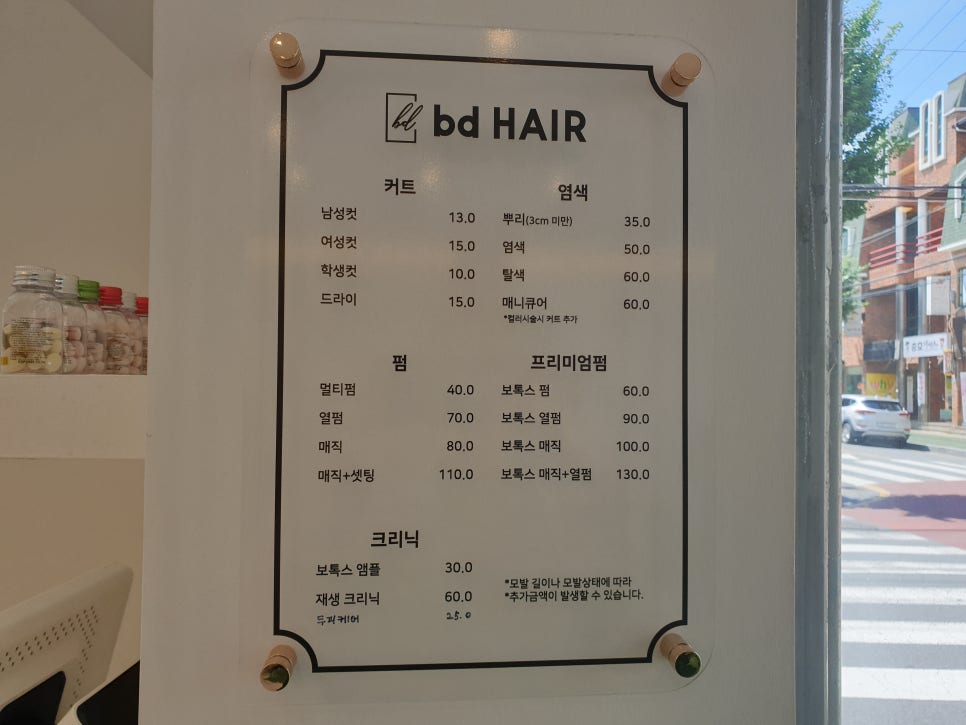 bd
bd HAIR
커트
남성컷 13.0
여성컷 15.0
학생컷 10.0
드라이 15.0
염색
뿌리(3cm 미만) 35.0
염색 50.0
탈색 60.0
매니큐어 60.0
*컬러시술시 커트 추가
펌
멀티펌 40.0
열펌 70.0
매직 80.0
매직+셋팅 110.0
프리미엄펌
보톡스 펌 60.0
보톡스 열펌 90.0
보톡스 매직 100.0
보톡스 매직+열펌 130.0
크리닉
보톡스 앰플 30.0
재생 크리닉 60.0
두피케어 25.0
*모발 길이나 모발상태에 따라
*추가금액이 발생할 수 있습니다.